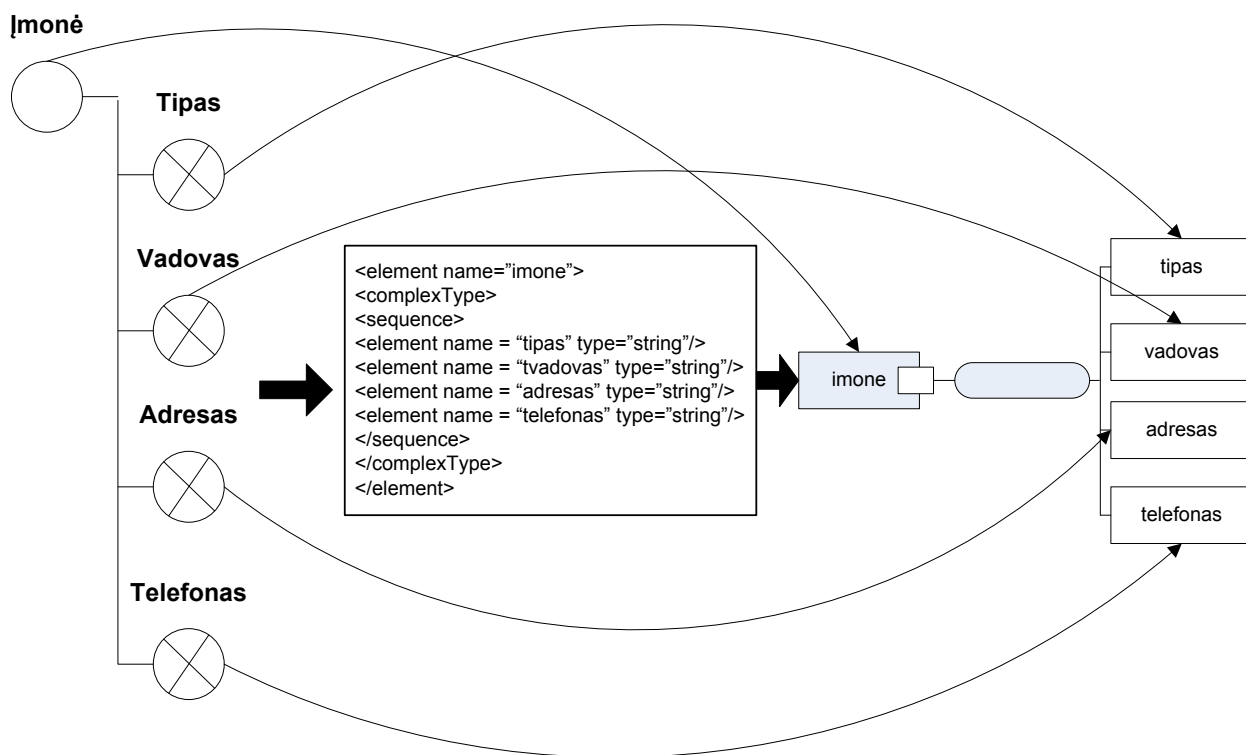 Įmonė
Tipas
Vadovas
Adresas
Telefonas
<element name=”imone”>
<complexType>
<sequence>
<element name = “tipas” type=”string”/>
<element name = “tvadovas” type=”string”/>
<element name = “adresas” type=”string”/>
<element name = “telefonas” type=”string”/>
</sequence>
</complexType>
</element>
imone
tipas
vadovas
adresas
telefonas